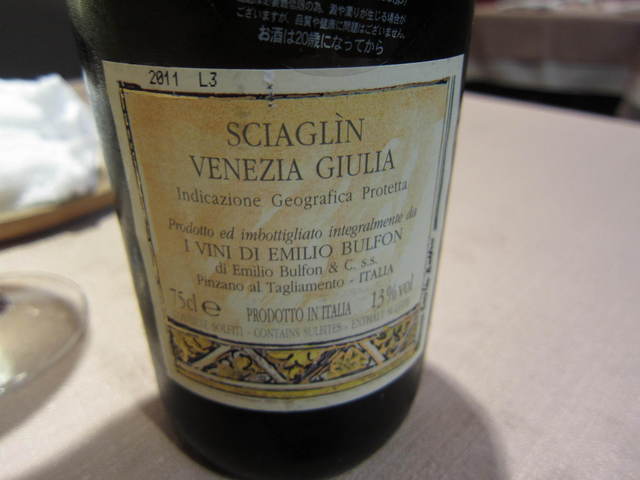 ございますが、品質や健康に問題はございません。
お酒は20歳になってから
2011 L3
SCIAGLÌN
VENEZIA GIULIA
Indicazione Geografica Protetta
Prodotto ed imbottigliato integralmente da
I VINI DI EMILIO BULFON
di Emilio Bulfon & C. s.s.
Pinzano al Tagliamento - ITALIA
75cl e PRODOTTO IN ITALIA 13% vol
SOLFITI - CONTAINS SULFITES - ENTHÄLT